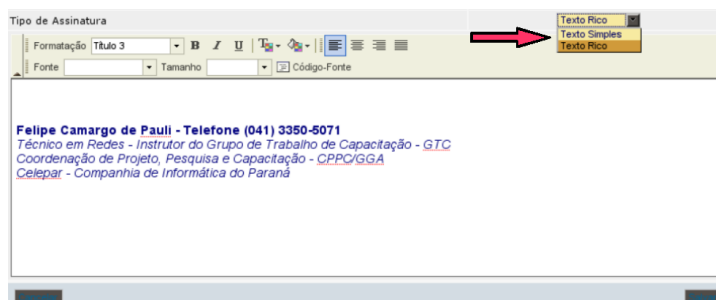 Tipo de Assinatura
Texto Rico
Texto Simples
Texto Rico
Formatação Título 3 B I U T
Fonte Tamanho Código-Fonte
Felipe Camargo de Pauli - Telefone (041) 3350-5071
Técnico em Redes - Instrutor do Grupo de Trabalho de Capacitação - GTC
Coordenação de Projeto, Pesquisa e Capacitação - CPPC/GGA
Celepar - Companhia de Informática do Paraná